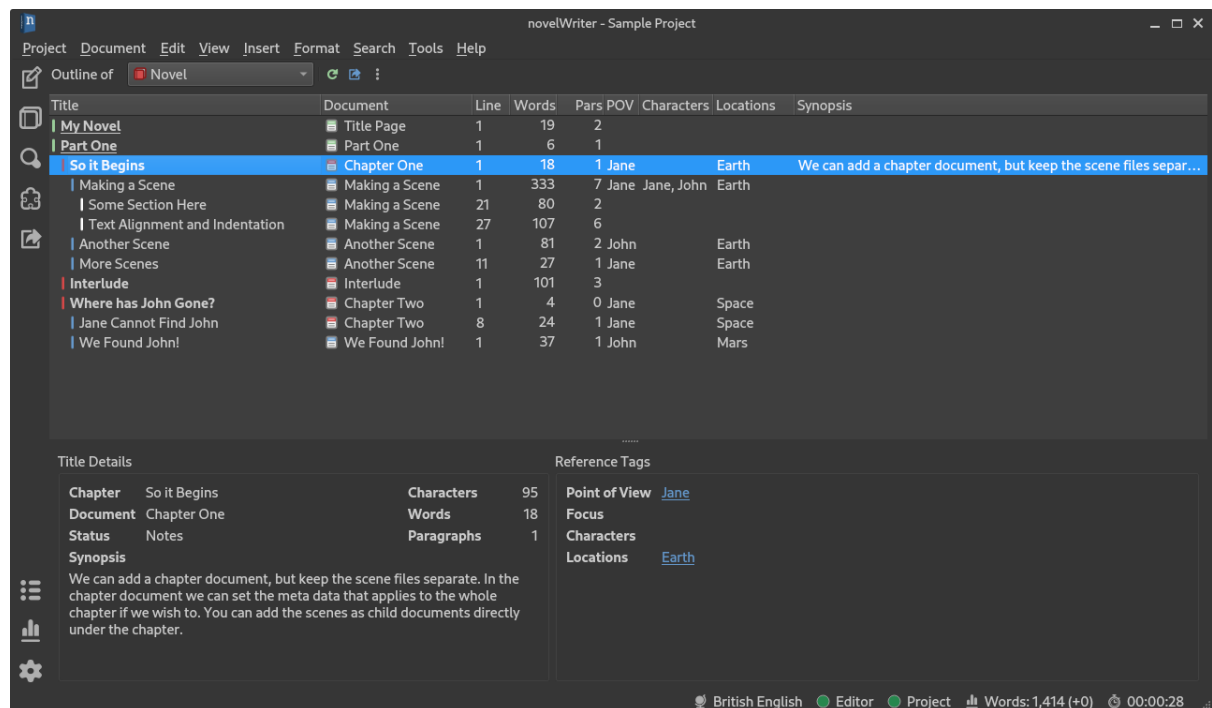 novelWriter - Sample Project
Project Document Edit View Insert Format Search Tools Help
Outline of Novel
Title Document Line Words Pars POV Characters Locations Synopsis
My Novel Title Page 1 19 2
Part One Part One 1 6 1
So it Begins Chapter One 1 18 1 Jane Earth We can add a chapter document, but keep the scene files separ...
Making a Scene Making a Scene 1 333 7 Jane Jane, John Earth
Some Section Here Making a Scene 21 80 2
Text Alignment and Indentation Making a Scene 27 107 6
Another Scene Another Scene 1 81 2 John Earth
More Scenes Another Scene 11 27 1 Jane Earth
Interlude Interlude 1 101 3
Where has John Gone? Chapter Two 1 4 0 Jane Space
Jane Cannot Find John Chapter Two 8 24 1 Jane Space
We Found John! We Found John! 1 37 1 John Mars
Title Details
Chapter So it Begins Characters 95
Document Chapter One Words 18
Status Notes Paragraphs 1
Synopsis
We can add a chapter document, but keep the scene files separate. In the
chapter document we can set the meta data that applies to the whole
chapter if we wish to. You can add the scenes as child documents directly
under the chapter.
Reference Tags
Point of View Jane
Focus
Characters
Locations Earth
British English Editor Project Words: 1,414 (+0) 00:00:28